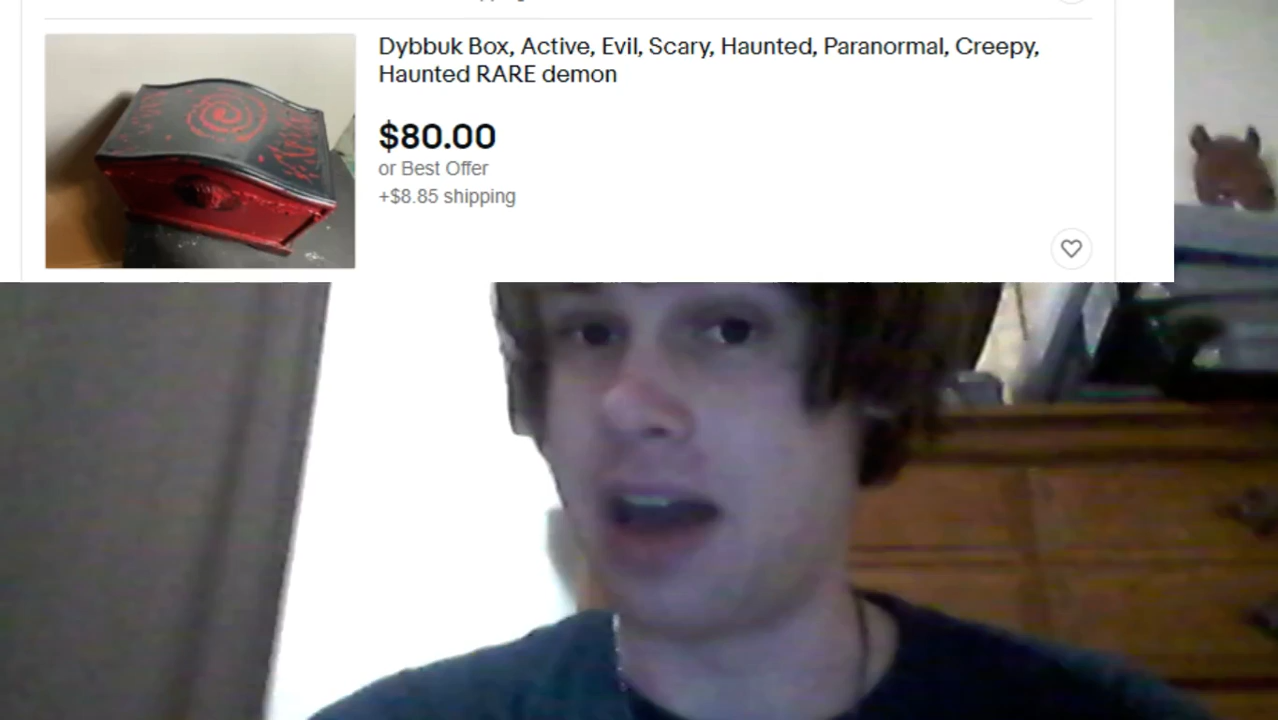 Dybbuk Box, Active, Evil, Scary, Haunted, Paranormal, Creepy,
Haunted RARE demon
$80.00
or Best Offer
+$8.85 shipping